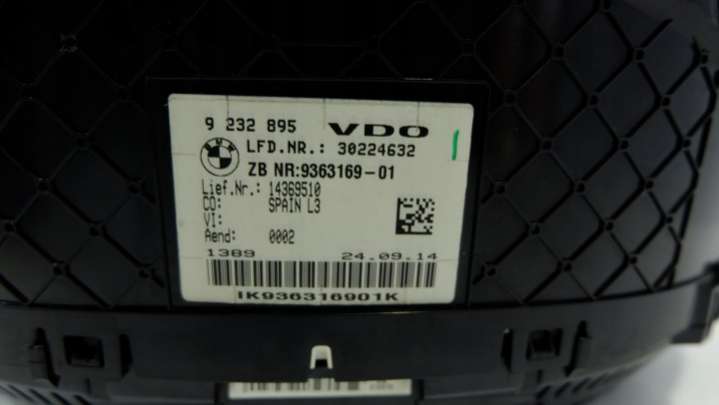 9 232 895 VDO
BMW LFD.NR.: 30224632
ZB NR:9363169-01
Lief.Nr.: 14369510
CO: SPAIN L3
VI:
Aend: 0002
1389 24.09.14
IK936316901K